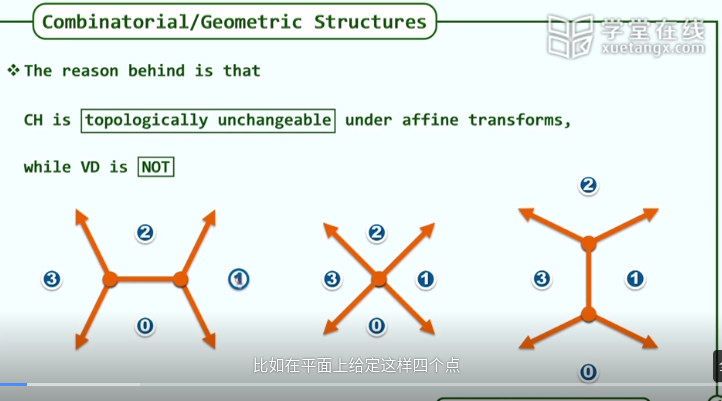 Combinatorial/Geometric Structures
学堂在线
xuetangx.com
❖ The reason behind is that
CH is topologically unchangeable under affine transforms,
while VD is NOT
2
3
1
0
2
3
1
0
2
3
1
0
比如在平面上给定这样四个点